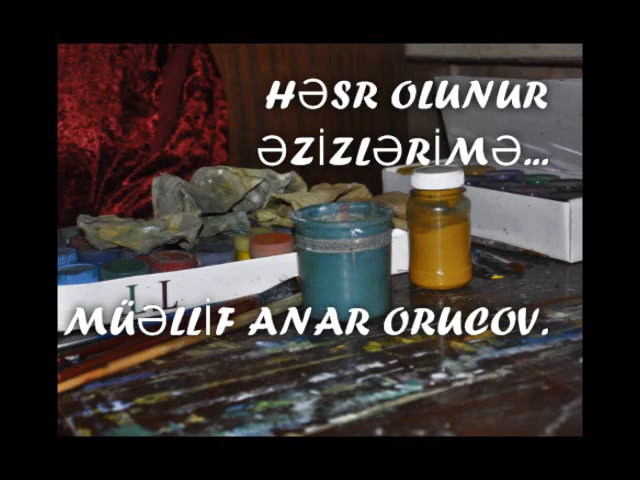 HƏSR OLUNUR
ƏZİZLƏRİMƏ...
L L
MÜƏLLİF ANAR ORUCOV.